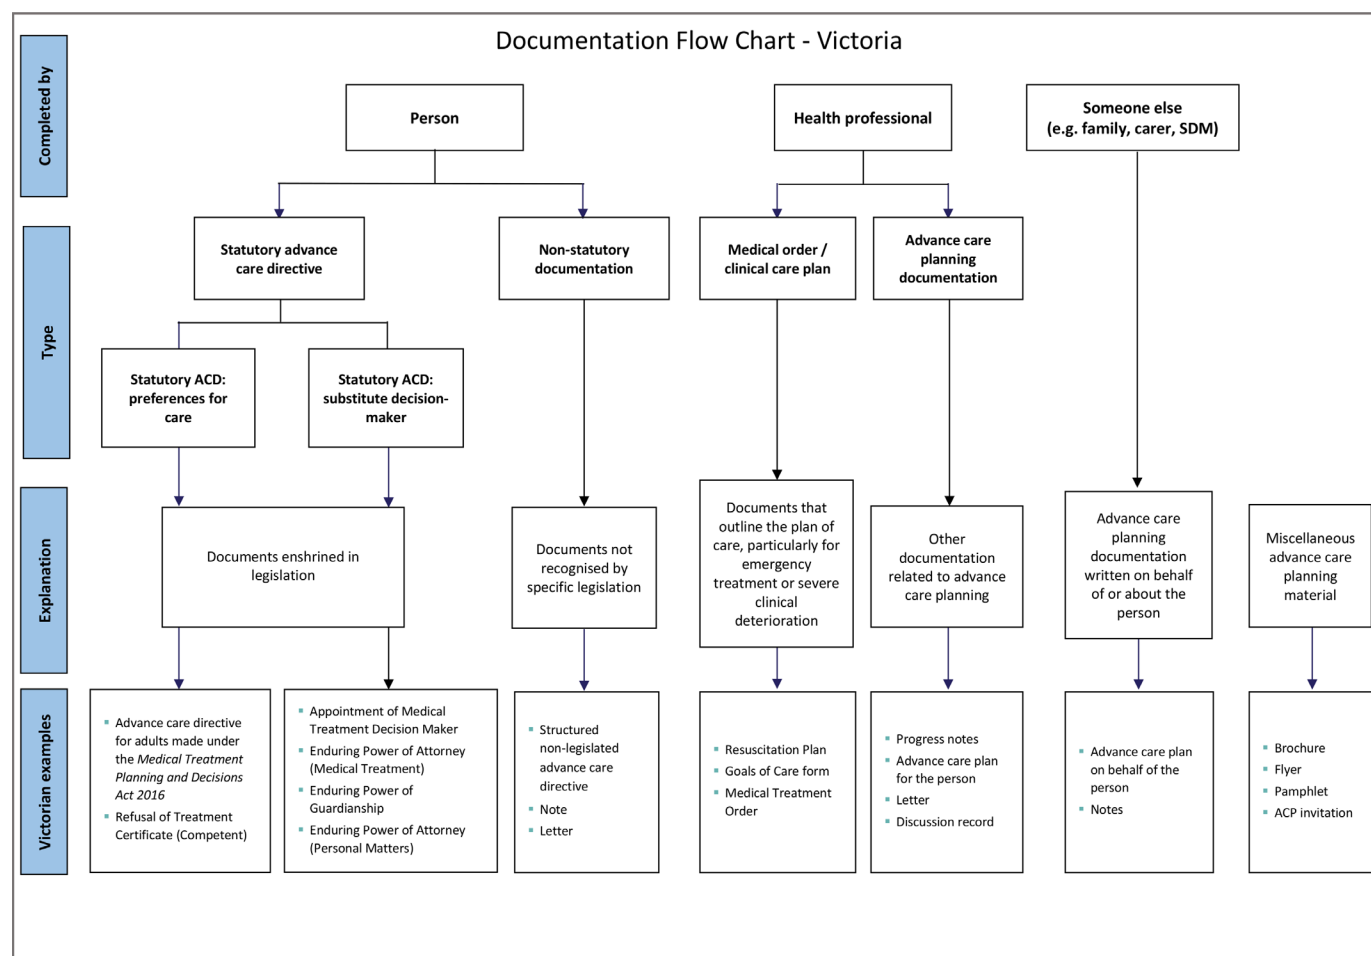 Documentation Flow Chart - Victoria
Completed by
Person
Health professional
Someone else
(e.g. family, carer, SDM)
Type
Statutory advance
care directive
Non-statutory
documentation
Medical order /
clinical care plan
Advance care
planning
documentation
Statutory ACD:
preferences for
care
Statutory ACD:
substitute decision-
maker
Explanation
Documents enshrined in
legislation
Documents not
recognised by
specific legislation
Documents that
outline the plan of
care, particularly for
emergency
treatment or severe
clinical
deterioration
Other
documentation
related to advance
care planning
Advance care
planning
documentation
written on behalf
of or about the
person
Miscellaneous
advance care
planning
material
Victorian examples
▪ Advance care directive
for adults made under
the Medical Treatment
Planning and Decisions
Act 2016
▪ Refusal of Treatment
Certificate (Competent)
▪ Appointment of Medical
Treatment Decision Maker
▪ Enduring Power of Attorney
(Medical Treatment)
▪ Enduring Power of
Guardianship
▪ Enduring Power of Attorney
(Personal Matters)
▪ Structured
non-legislated
advance care
directive
▪ Note
▪ Letter
▪ Resuscitation Plan
▪ Goals of Care form
▪ Medical Treatment
Order
▪ Progress notes
▪ Advance care plan
for the person
▪ Letter
▪ Discussion record
▪ Advance care plan
on behalf of the
person
▪ Notes
▪ Brochure
▪ Flyer
▪ Pamphlet
▪ ACP invitation